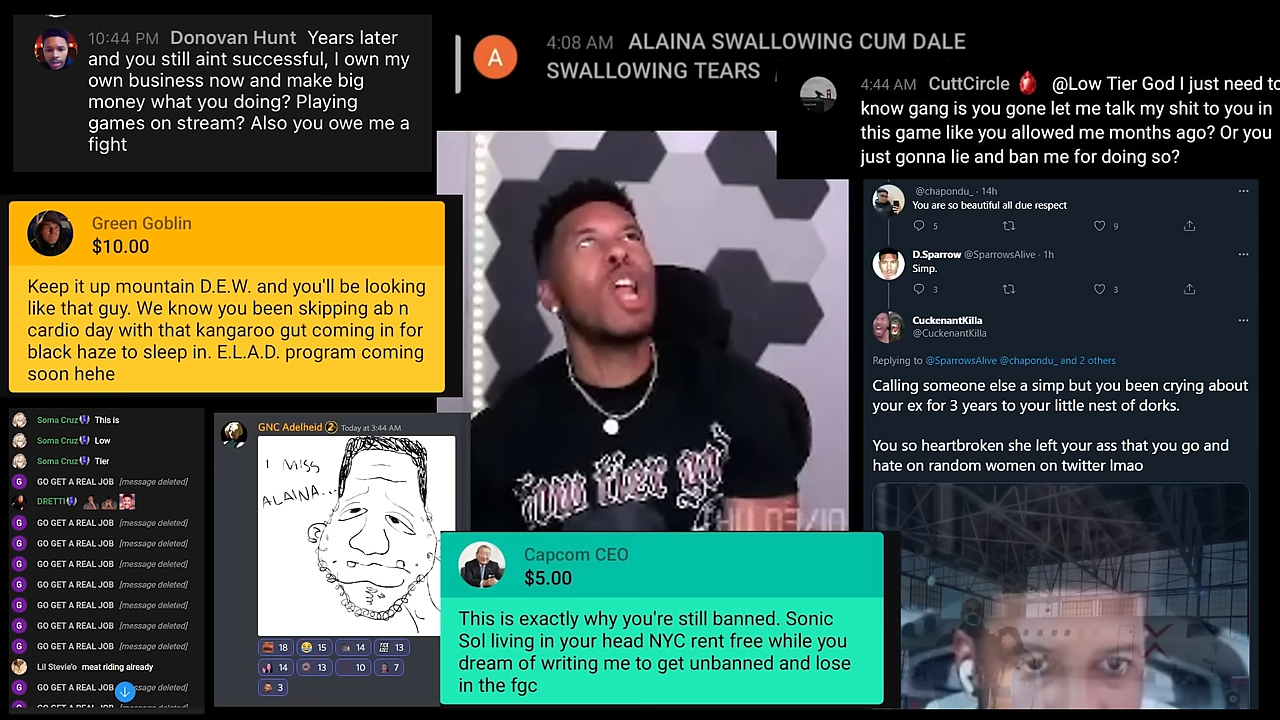 10:44 PM Donovan Hunt Years later
and you still aint successful, I own my
own business now and make big
money what you doing? Playing
games on stream? Also you owe me a
fight
A
4:08 AM ALAINA SWALLOWING CUM DALE
SWALLOWING TEARS
4:44 AM CuttCircle @Low Tier God I just need to
know gang is you gone let me talk my shit to you in
this game like you allowed me months ago? Or you
just gonna lie and ban me for doing so?
Green Goblin
$10.00
Keep it up mountain D.E.W. and you'll be looking
like that guy. We know you been skipping ab n
cardio day with that kangaroo gut coming in for
black haze to sleep in. E.L.A.D. program coming
soon hehe
@chapondu_ · 14h
You are so beautiful all due respect
5 9
D.Sparrow @SparrowsAlive · 1h
Simp.
3 3
CuckenantKilla
@CuckenantKilla
Replying to @SparrowsAlive @chapondu_ and 2 others
Calling someone else a simp but you been crying about
your ex for 3 years to your little nest of dorks.
You so heartbroken she left your ass that you go and
hate on random women on twitter lmao
low tier god
Soma Cruz This is
Soma Cruz Low
Soma Cruz Tier
G GO GET A REAL JOB [message deleted]
DRETTI
G GO GET A REAL JOB [message deleted]
G GO GET A REAL JOB [message deleted]
G GO GET A REAL JOB [message deleted]
G GO GET A REAL JOB [message deleted]
G GO GET A REAL JOB [message deleted]
G GO GET A REAL JOB [message deleted]
G GO GET A REAL JOB [message deleted]
Lil Stevie'o meat riding already
G GO GET A REAL JOB [message deleted]
GNC Adelheid 2 Today at 3:44 AM
I MISS
ALAINA...
18 15 14 13
14 13 10 7
3
Capcom CEO
$5.00
This is exactly why you're still banned. Sonic
Sol living in your head NYC rent free while you
dream of writing me to get unbanned and lose
in the fgc